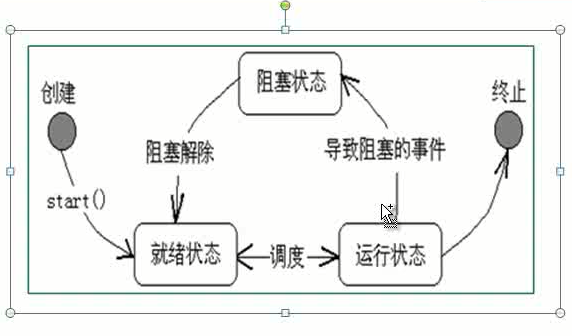 阻塞状态
创建
终止
阻塞解除
导致阻塞的事件
start()
就绪状态
调度
运行状态